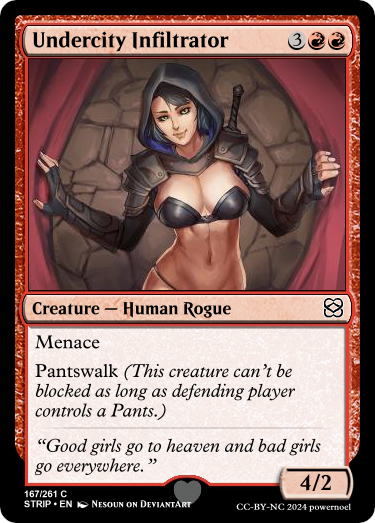 Undercity Infiltrator 3
Creature — Human Rogue
Menace
Pantswalk (This creature can't be
blocked as long as defending player
controls a Pants.)
“Good girls go to heaven and bad girls
go everywhere.”
4/2
167/261 C
STRIP • EN Nesoun on DeviantArt
CC-BY-NC 2024 powernoel